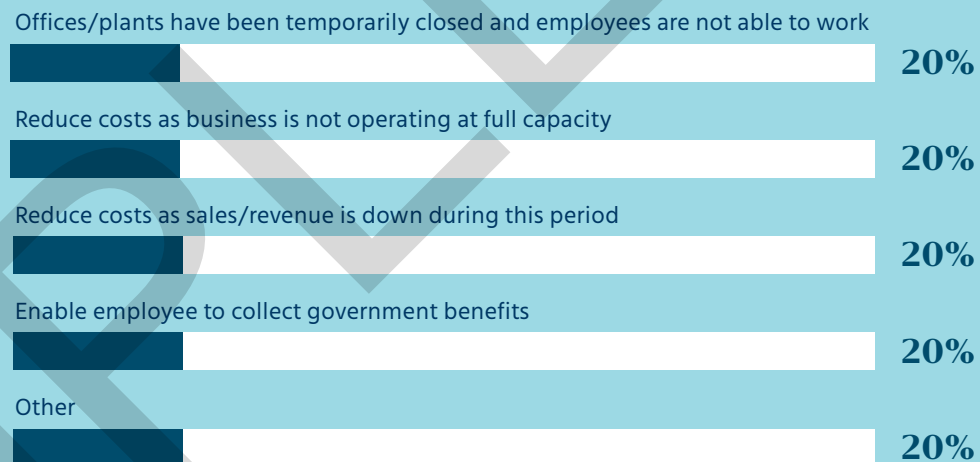 Offices/plants have been temporarily closed and employees are not able to work
20%
Reduce costs as business is not operating at full capacity
20%
Reduce costs as sales/revenue is down during this period
20%
Enable employee to collect government benefits
20%
Other
20%